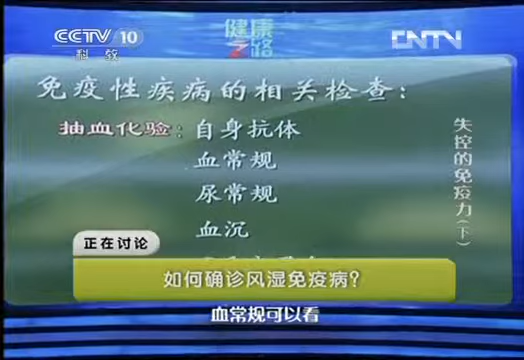 CCTV 10
科教
健康之路
CNTV
免疫性疾病的相关检查：
抽血化验：自身抗体
血常规
尿常规
血沉
失控的免疫力（下）
正在讨论
如何确诊风湿免疫病?
血常规可以看